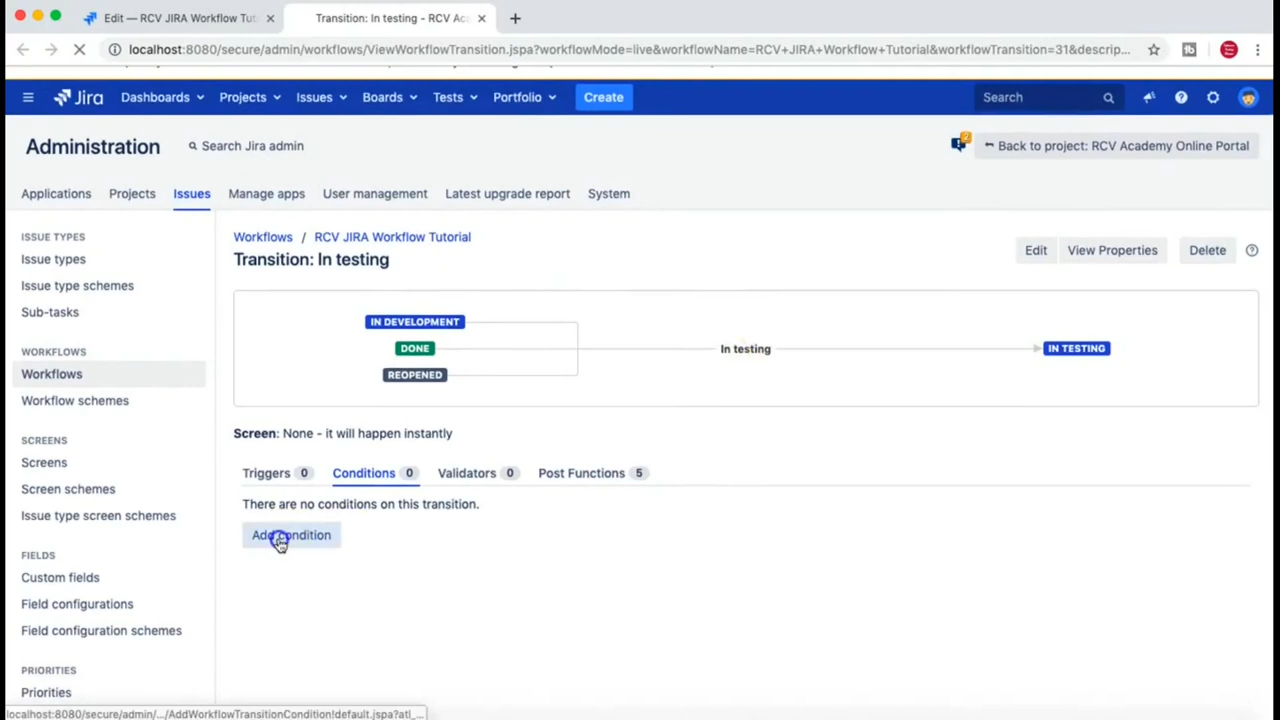 Edit — RCV JIRA Workflow Tut
Transition: In testing - RCV Ac
localhost:8080/secure/admin/workflows/ViewWorkflowTransition.jspa?workflowMode=live&workflowName=RCV+JIRA+Workflow+Tutorial&workflowTransition=31&descrip...
Jira Dashboards Projects Issues Boards Tests Portfolio Create Search
Administration Search Jira admin Back to project: RCV Academy Online Portal
Applications Projects Issues Manage apps User management Latest upgrade report System
ISSUE TYPES
Issue types
Issue type schemes
Sub-tasks
WORKFLOWS
Workflows
Workflow schemes
SCREENS
Screens
Screen schemes
Issue type screen schemes
FIELDS
Custom fields
Field configurations
Field configuration schemes
PRIORITIES
Priorities
Workflows / RCV JIRA Workflow Tutorial
Transition: In testing
Edit View Properties Delete
IN DEVELOPMENT
DONE
REOPENED
In testing
IN TESTING
Screen: None - it will happen instantly
Triggers 0 Conditions 0 Validators 0 Post Functions 5
There are no conditions on this transition.
Add condition
localhost:8080/secure/admin/.../AddWorkflowTransitionCondition!default.jspa?atl_...